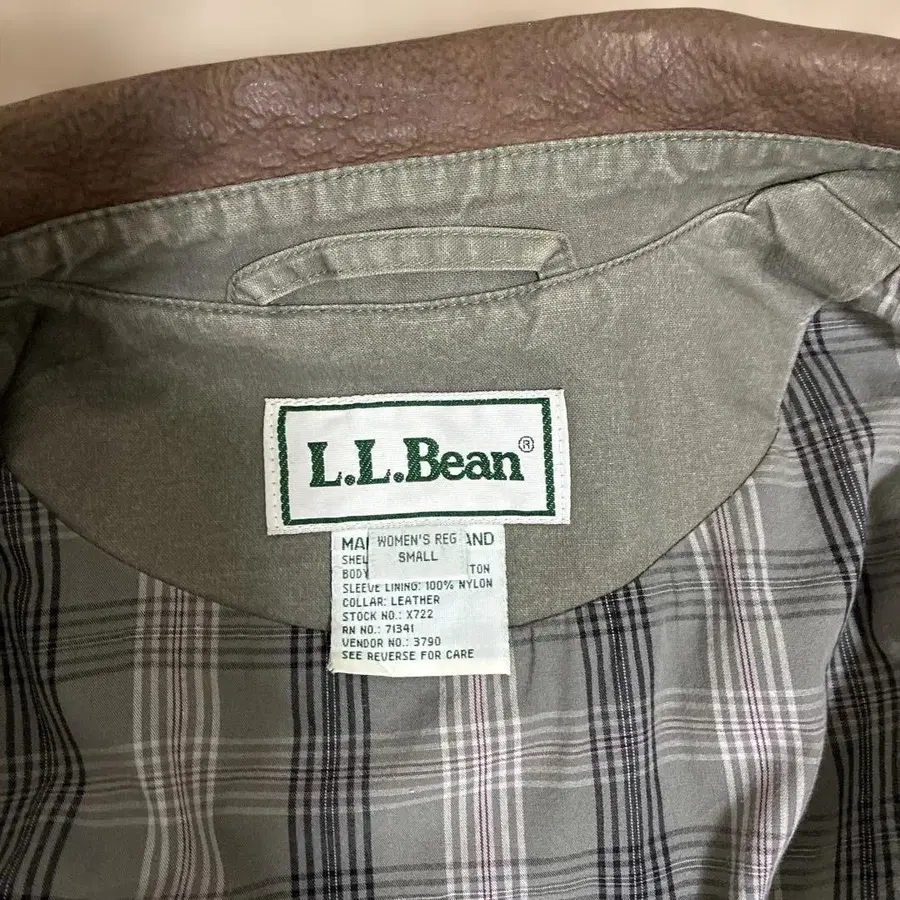 L.L.Bean®
WOMEN'S REG
SMALL
SLEEVE LINING: 100% NYLON
COLLAR: LEATHER
STOCK NO.: X722
RN NO.: 71341
VENDOR NO.: 3790
SEE REVERSE FOR CARE